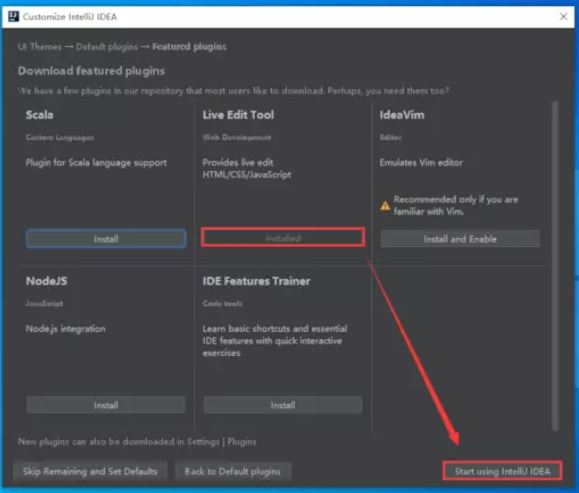 Customize IntelliJ IDEA
UI Themes → Default plugins → Featured plugins
Download featured plugins
We have a few plugins in our repository that most users like to download. Perhaps, you need them too?
Scala
Custom Languages
Plugin for Scala language support
Install
Live Edit Tool
Web Development
Provides live edit
HTML/CSS/JavaScript
Installed
IdeaVim
Editor
Emulates Vim editor
Recommended only if you are
familiar with Vim.
Install and Enable
NodeJS
JavaScript
Node.js integration
Install
IDE Features Trainer
Code tools
Learn basic shortcuts and essential
IDE features with quick interactive
exercises
Install
New plugins can also be downloaded in Settings | Plugins
Skip Remaining and Set Defaults
Back to Default plugins
Start using IntelliJ IDEA